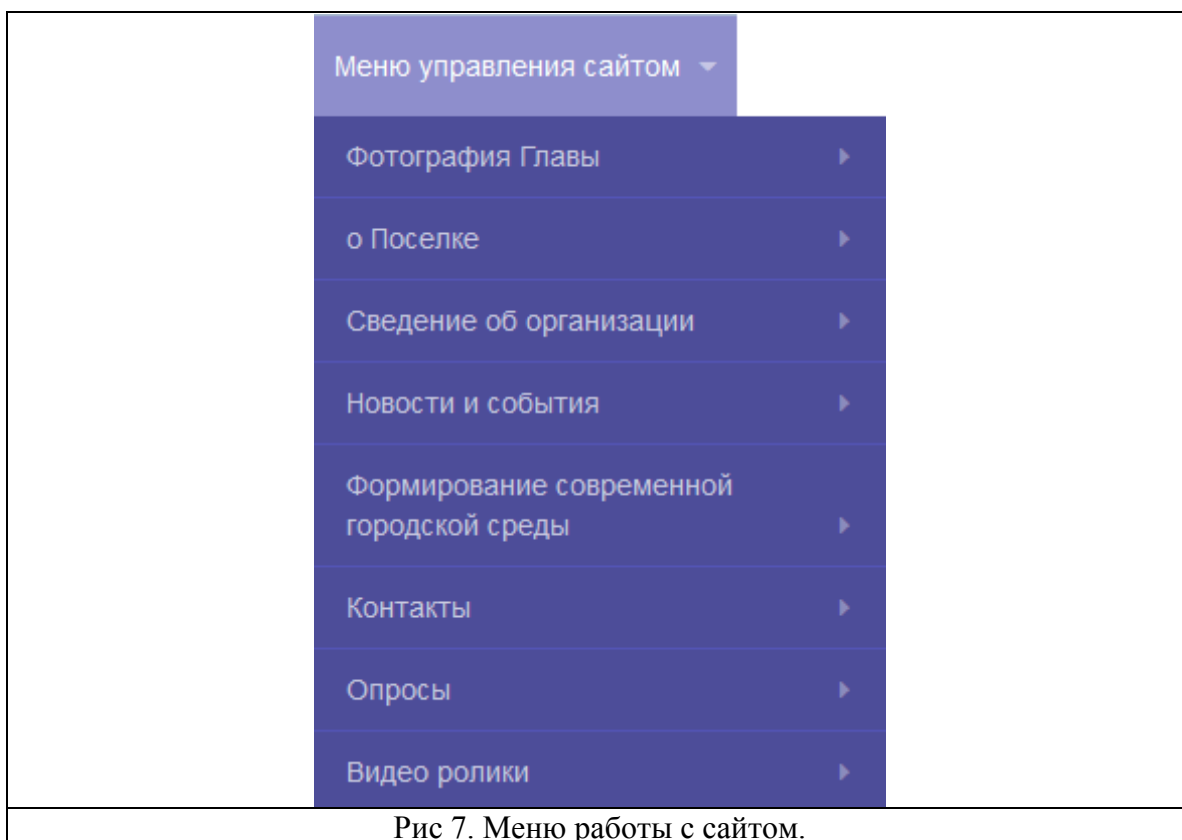 Меню управления сайтом
Фотография Главы
о Поселке
Сведение об организации
Новости и события
Формирование современной
городской среды
Контакты
Опросы
Видео ролики
Рис 7. Меню работы с сайтом.